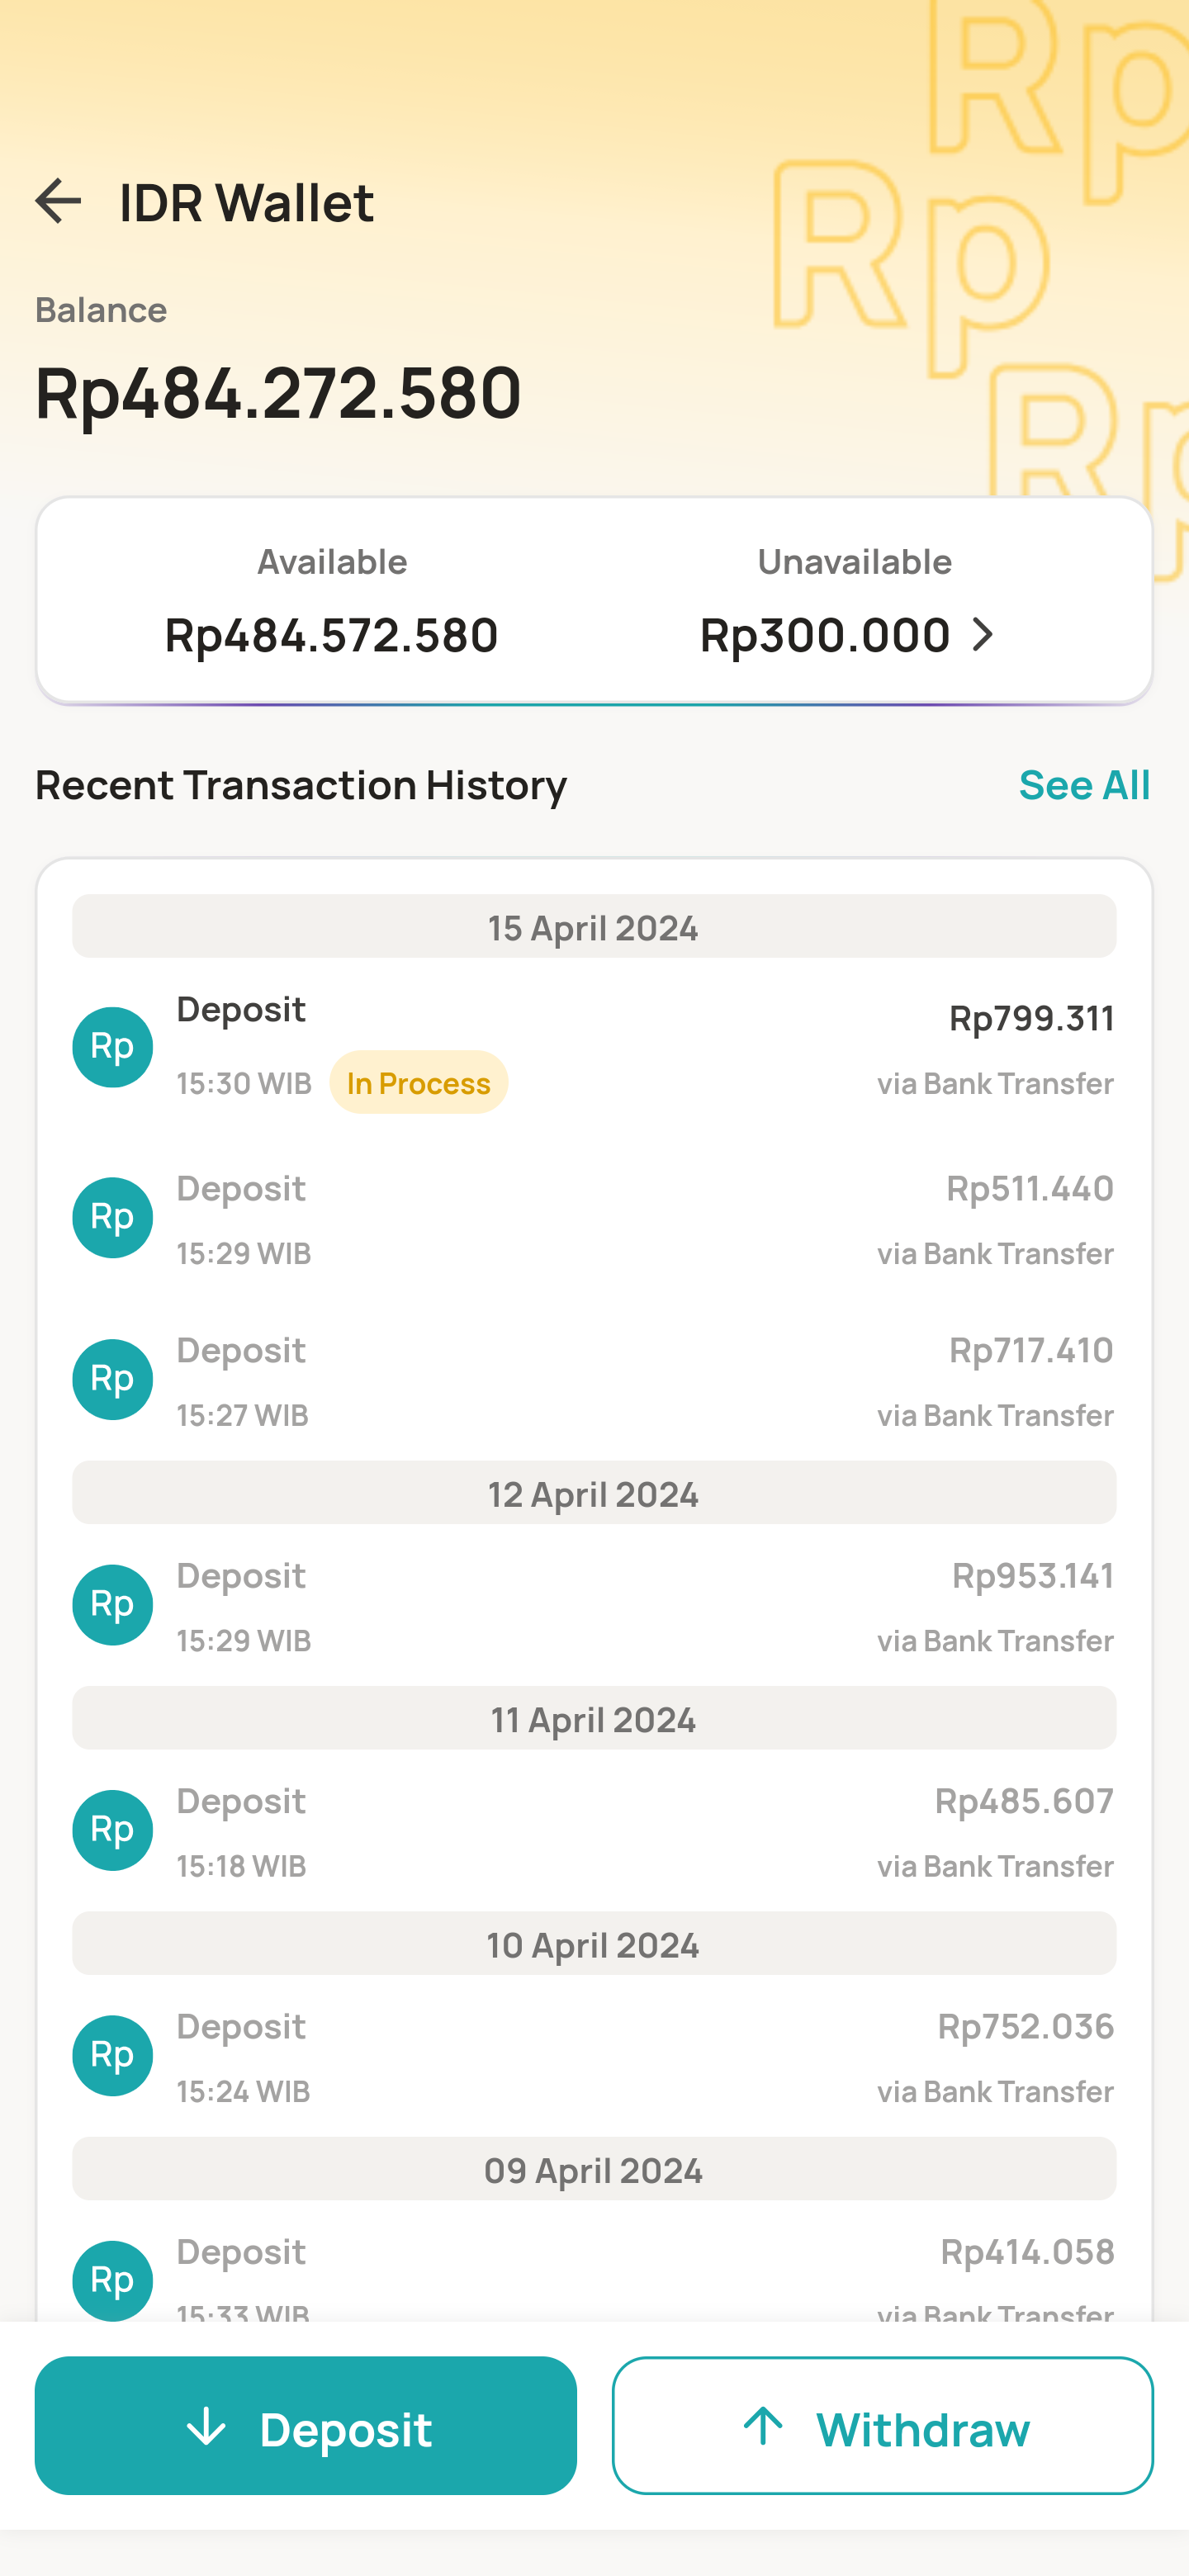 Rp
Rp
IDR Wallet
Balance
Rp484.272.580
Rp
Available
Unavailable
Rp484.572.580
Rp300.000
Recent Transaction History
See All
15 April 2024
Deposit
Rp799.311
Rp
15:30 WIB
In Process
via Bank Transfer
Deposit
Rp511.440
Rp
15:29 WIB
via Bank Transfer
Deposit
Rp717.410
Rp
15:27 WIB
via Bank Transfer
12 April 2024
Deposit
Rp953.141
Rp
15:29 WIB
via Bank Transfer
11 April 2024
Deposit
Rp485.607
Rp
15:18 WIB
via Bank Transfer
10 April 2024
Deposit
Rp752.036
Rp
15:24 WIB
via Bank Transfer
09 April 2024
Deposit
Rp414.058
Rp
15:33 WIB
via Bank Transfer
Deposit
Withdraw